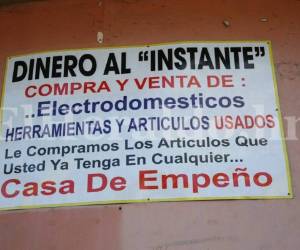 DINERO AL "INSTANTE"
COMPRA Y VENTA DE :
..Electrodomesticos
HERRAMIENTAS Y ARTICULOS USADOS
Le Compramos Los Articulos Que
Usted Ya Tenga En Cualquier...
Casa De Empeño